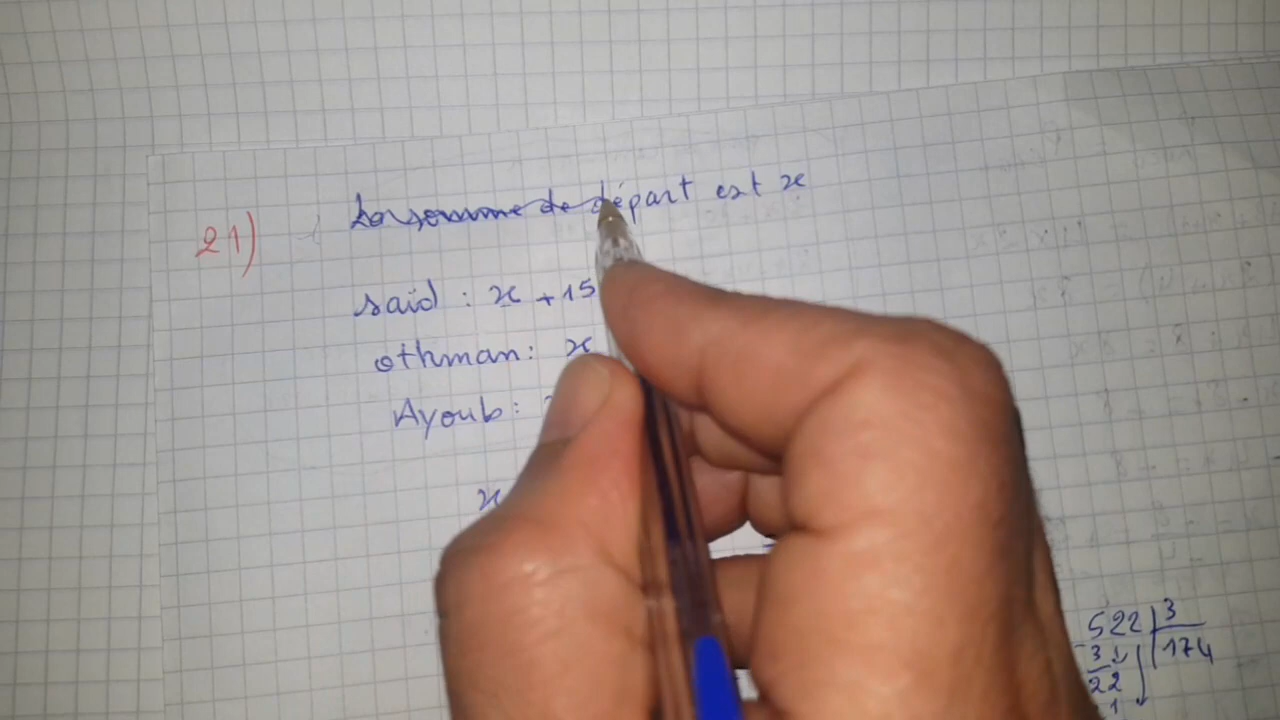 21) La somme de départ est x
saïd : x + 15
othman : x
Ayoub :
x
522 3
3 174
22
1